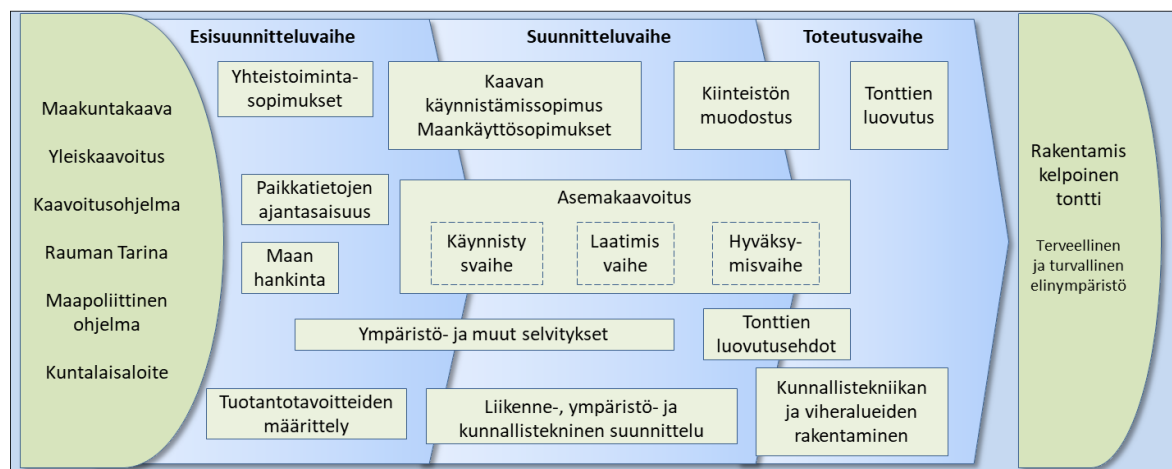 Esisuunnitteluvaihe
Suunnitteluvaihe
Toteutusvaihe
Maakuntakaava
Yleiskaavoitus
Kaavoitusohjelma
Rauman Tarina
Maapoliittinen
ohjelma
Kuntalaisaloite
Yhteistoiminta-
sopimukset
Kaavan
käynnistämissopimus
Maankäyttösopimukset
Kiinteistön
muodostus
Tonttien
luovutus
Paikkatietojen
ajantasaisuus
Asemakaavoitus
Käynnisty
svaihe
Laatimis
vaihe
Hyväksy-
misvaihe
Maan
hankinta
Ympäristö- ja muut selvitykset
Tonttien
luovutusehdot
Tuotantotavoitteiden
määrittely
Liikenne-, ympäristö- ja
kunnallistekninen suunnittelu
Kunnallistekniikan
ja viheralueiden
rakentaminen
Rakentamis
kelpoinen
tontti
Terveellinen
ja turvallinen
elinympäristö